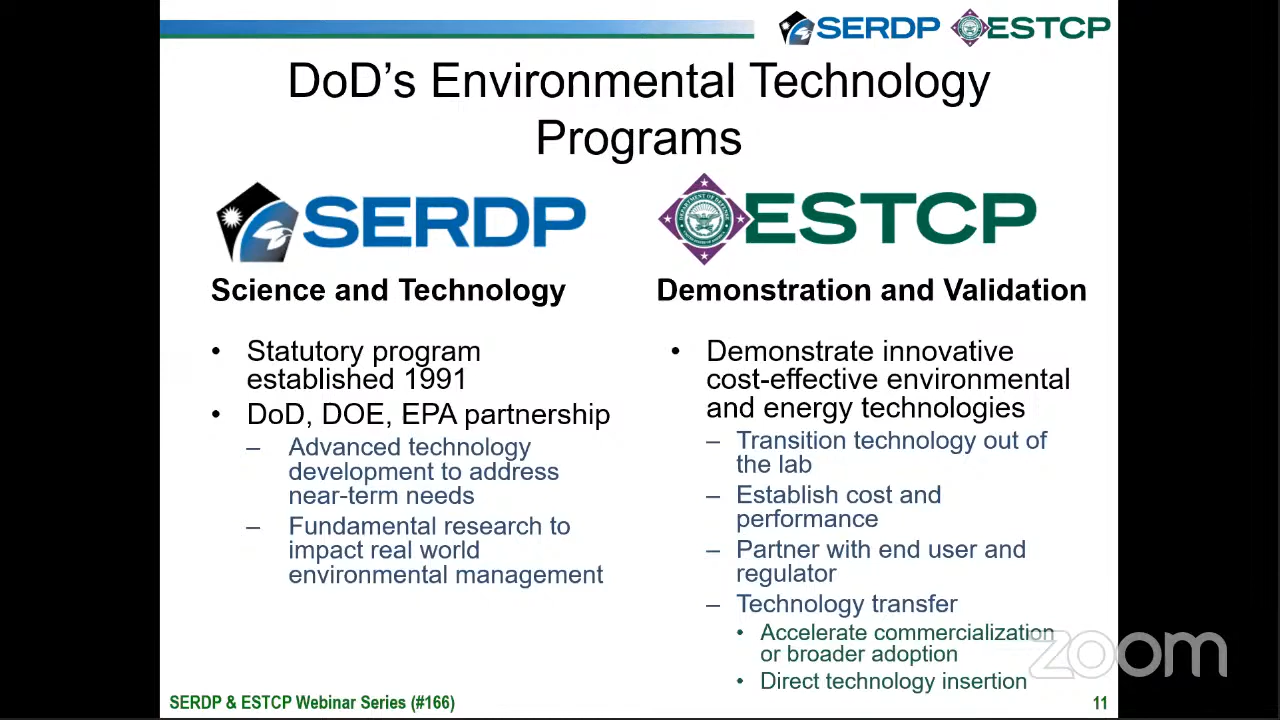 SERDP ESTCP
DoD’s Environmental Technology
Programs
SERDP
Science and Technology
• Statutory program
established 1991
• DoD, DOE, EPA partnership
– Advanced technology
development to address
near-term needs
– Fundamental research to
impact real world
environmental management
ESTCP
Demonstration and Validation
• Demonstrate innovative
cost-effective environmental
and energy technologies
– Transition technology out of
the lab
– Establish cost and
performance
– Partner with end user and
regulator
– Technology transfer
• Accelerate commercialization
or broader adoption
• Direct technology insertion
zoom
SERDP & ESTCP Webinar Series (#166)
11